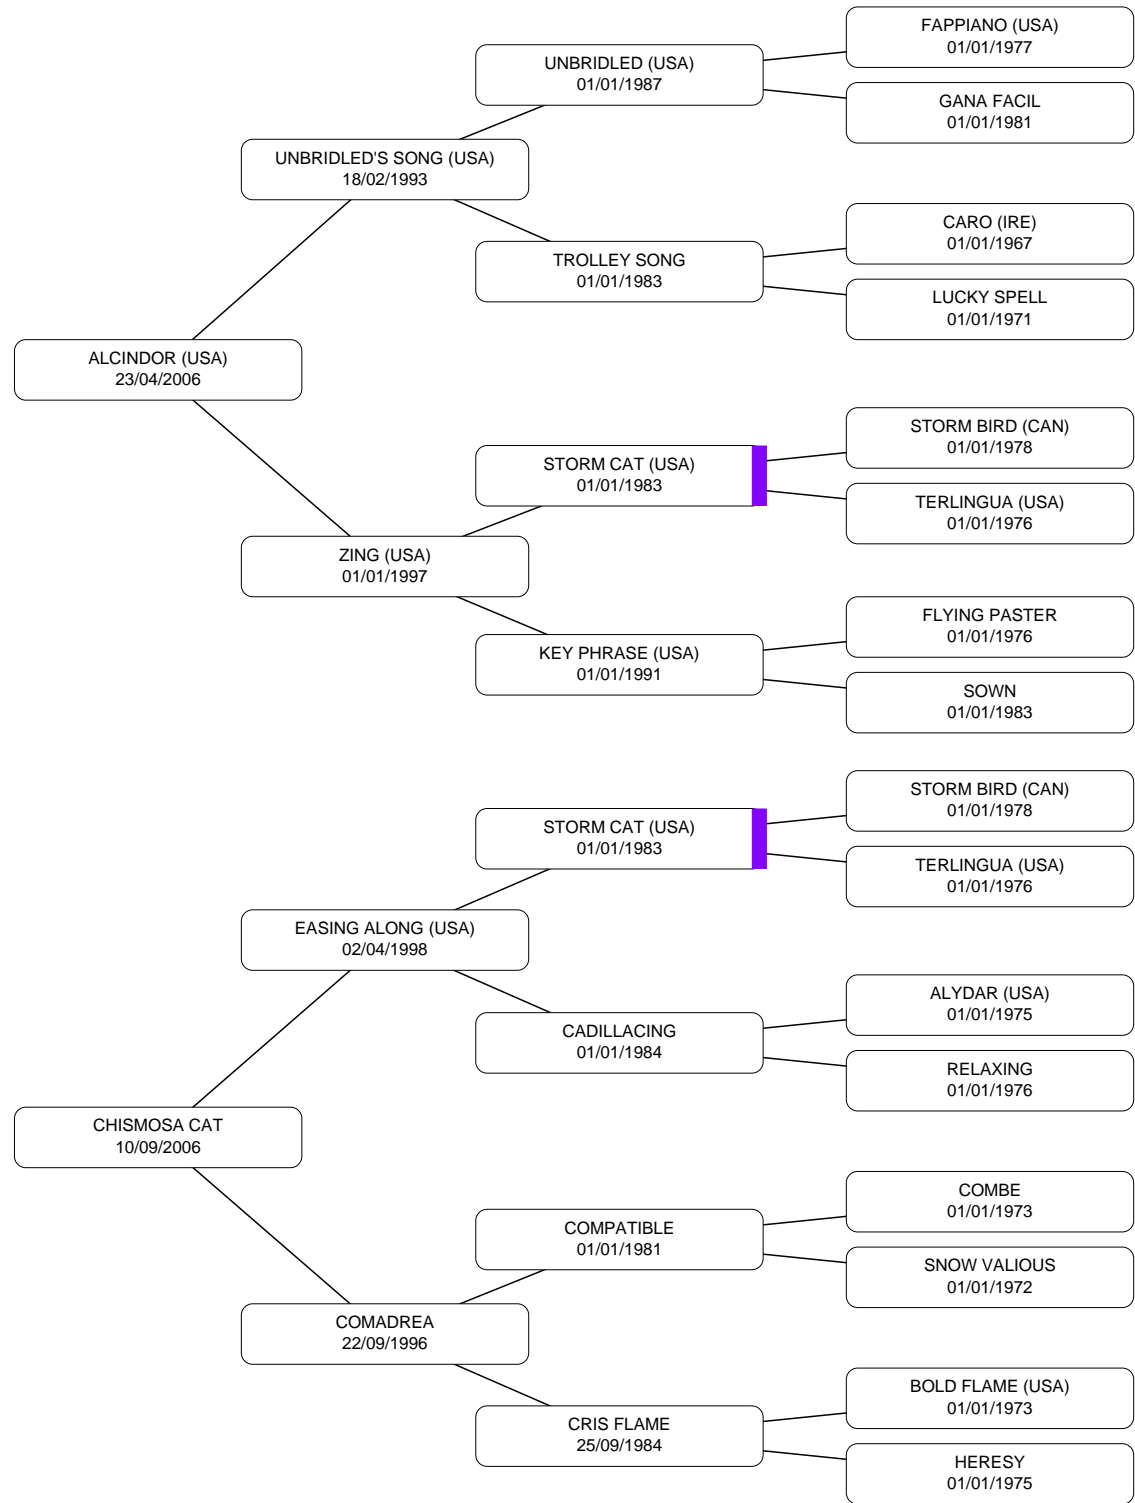 FAPPIANO (USA)
01/01/1977
UNBRIDLED (USA)
01/01/1987
GANA FACIL
01/01/1981
UNBRIDLED'S SONG (USA)
18/02/1993
CARO (IRE)
01/01/1967
TROLLEY SONG
01/01/1983
LUCKY SPELL
01/01/1971
ALCINDOR (USA)
23/04/2006
STORM BIRD (CAN)
01/01/1978
STORM CAT (USA)
01/01/1983
TERLINGUA (USA)
01/01/1976
ZING (USA)
01/01/1997
FLYING PASTER
01/01/1976
KEY PHRASE (USA)
01/01/1991
SOWN
01/01/1983
STORM BIRD (CAN)
01/01/1978
STORM CAT (USA)
01/01/1983
TERLINGUA (USA)
01/01/1976
EASING ALONG (USA)
02/04/1998
ALYDAR (USA)
01/01/1975
CADILLACING
01/01/1984
RELAXING
01/01/1976
CHISMOSA CAT
10/09/2006
COMBE
01/01/1973
COMPATIBLE
01/01/1981
SNOW VALIOUS
01/01/1972
COMADREA
22/09/1996
BOLD FLAME (USA)
01/01/1973
CRIS FLAME
25/09/1984
HERESY
01/01/1975